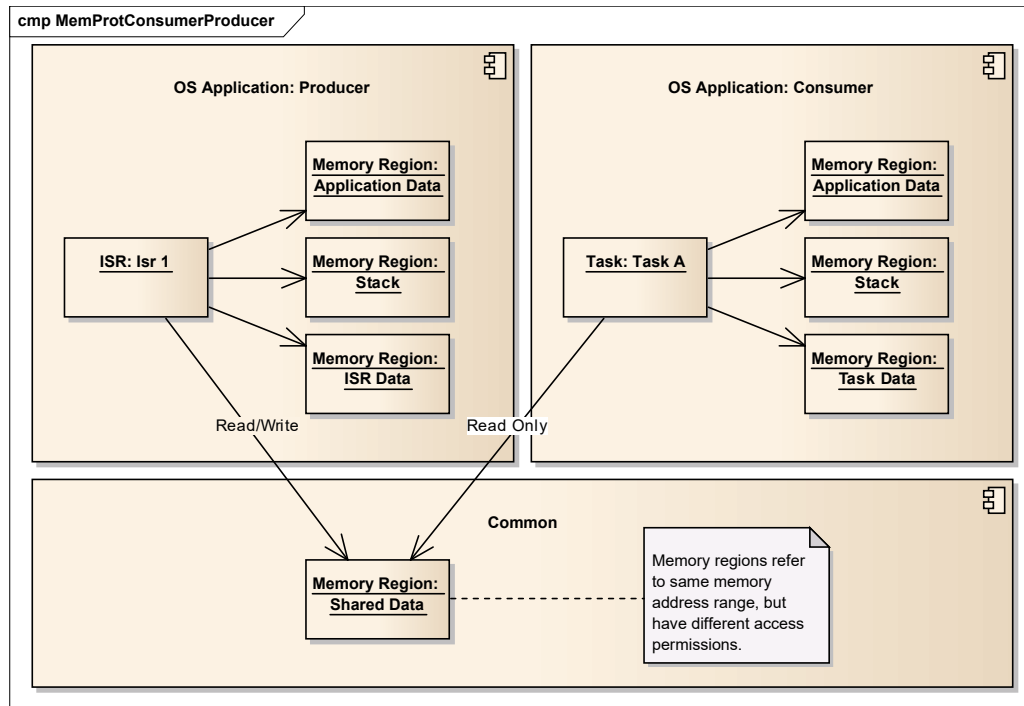 cmp MemProtConsumerProducer
OS Application: Producer
Memory Region:
Application Data
ISR: Isr 1
Memory Region:
Stack
Memory Region:
ISR Data
Read/Write
OS Application: Consumer
Memory Region:
Application Data
Task: Task A
Memory Region:
Stack
Memory Region:
Task Data
Read Only
Common
Memory Region:
Shared Data
Memory regions refer
to same memory
address range, but
have different access
permissions.